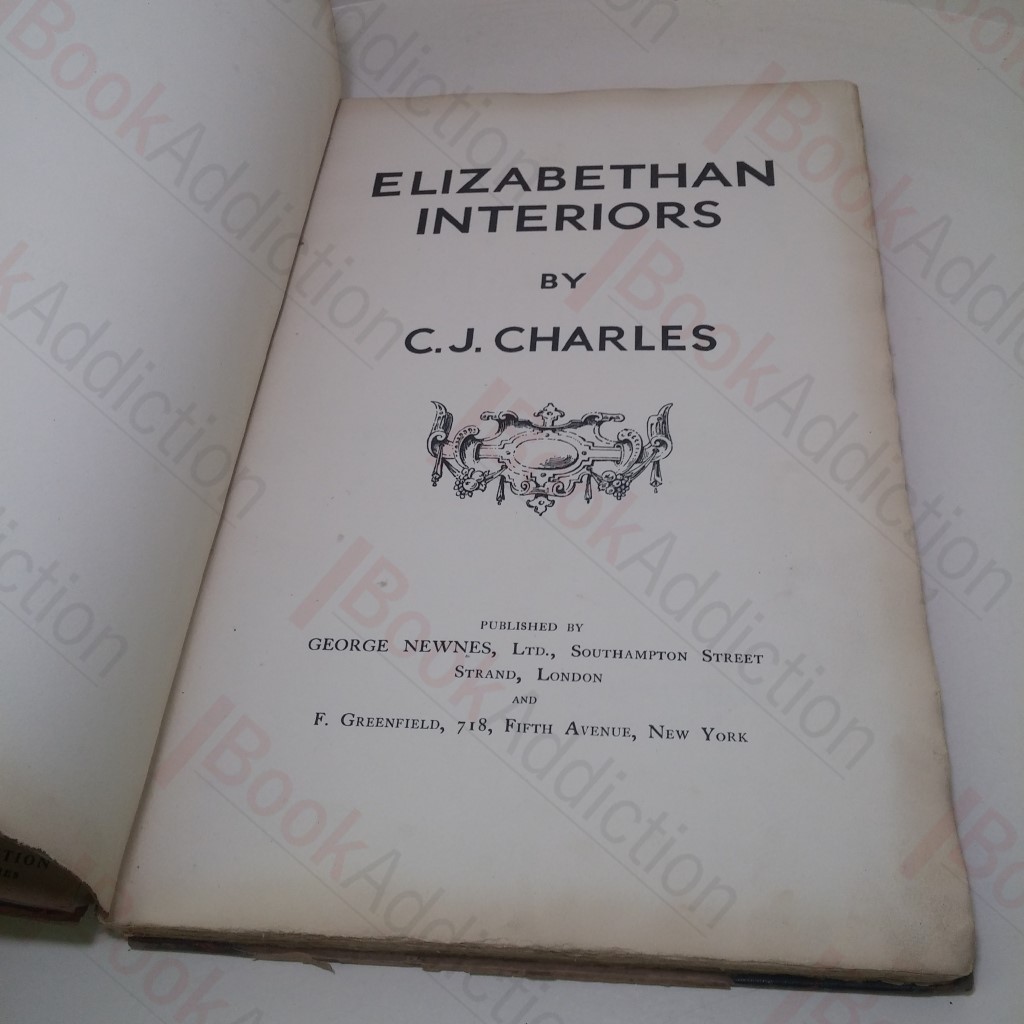 ELIZABETHAN
INTERIORS
BY
C.J. CHARLES
PUBLISHED BY
GEORGE NEWNES, LTD., SOUTHAMPTON STREET
STRAND, LONDON
AND
F. GREENFIELD, 718, FIFTH AVENUE, NEW YORK
BookAddiction